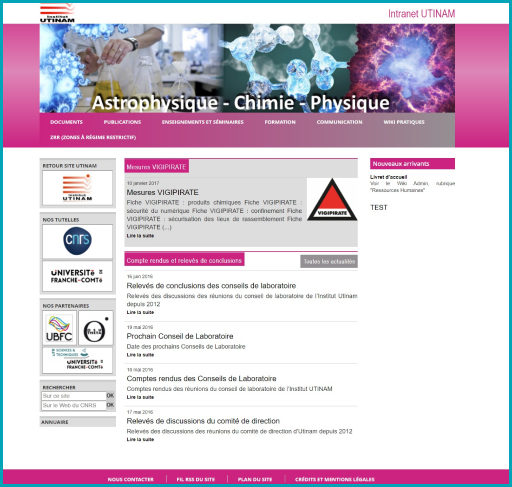 Institut
UTINAM
Intranet UTINAM
Astrophysique - Chimie - Physique
DOCUMENTS PUBLICATIONS ENSEIGNEMENTS ET SÉMINAIRES FORMATION COMMUNICATION WIKI PRATIQUES
ZRR (ZONES À RÉGIME RESTRICTIF)
RETOUR SITE UTINAM
Institut
UTINAM
NOS TUTELLES
cnrs
UNIVERSITĒ
FRANCHE-COMTĒ
NOS PARTENAIRES
UBFC
SCIENCES &
TECHNIQUES
UNIVERSITĒ
FRANCHE-COMTĒ
RECHERCHER
Sur ce site OK
Sur le Web du CNRS OK
ANNUAIRE
Mesures VIGIPIRATE
10 janvier 2017
Mesures VIGIPIRATE
Fiche VIGIPIRATE : produits chimiques Fiche VIGIPIRATE :
sécurité du numérique Fiche VIGIPIRATE : confinement Fiche
VIGIPIRATE : sécurisation des lieux de rassemblement Fiche
VIGIPIRATE (...)
Lire la suite
VIGIPIRATE
Compte rendus et relevés de conclusions
Toutes les actualités
16 juin 2016
Relevés de conclusions des conseils de laboratoire
Relevés des discussions des réunions du conseil de laboratoire de l'Institut Utinam
depuis 2012
Lire la suite
19 mai 2016
Prochain Conseil de Laboratoire
Date des prochains Conseils de Laboratoire
Lire la suite
18 mai 2016
Comptes rendus des Conseils de Laboratoire
Comptes rendus des réunions du conseil de laboratoire de l'Institut UTINAM
Lire la suite
17 mai 2016
Relevés de discussions du comité de direction
Relevés des discussions des réunions du comité de direction d'Utinam depuis 2012
Lire la suite
Nouveaux arrivants
Livret d'accueil
Voir le Wiki Admin, rubrique
"Ressources Humaines"
TEST
NOUS CONTACTER FIL RSS DU SITE PLAN DU SITE CRÉDITS ET MENTIONS LÉGALES